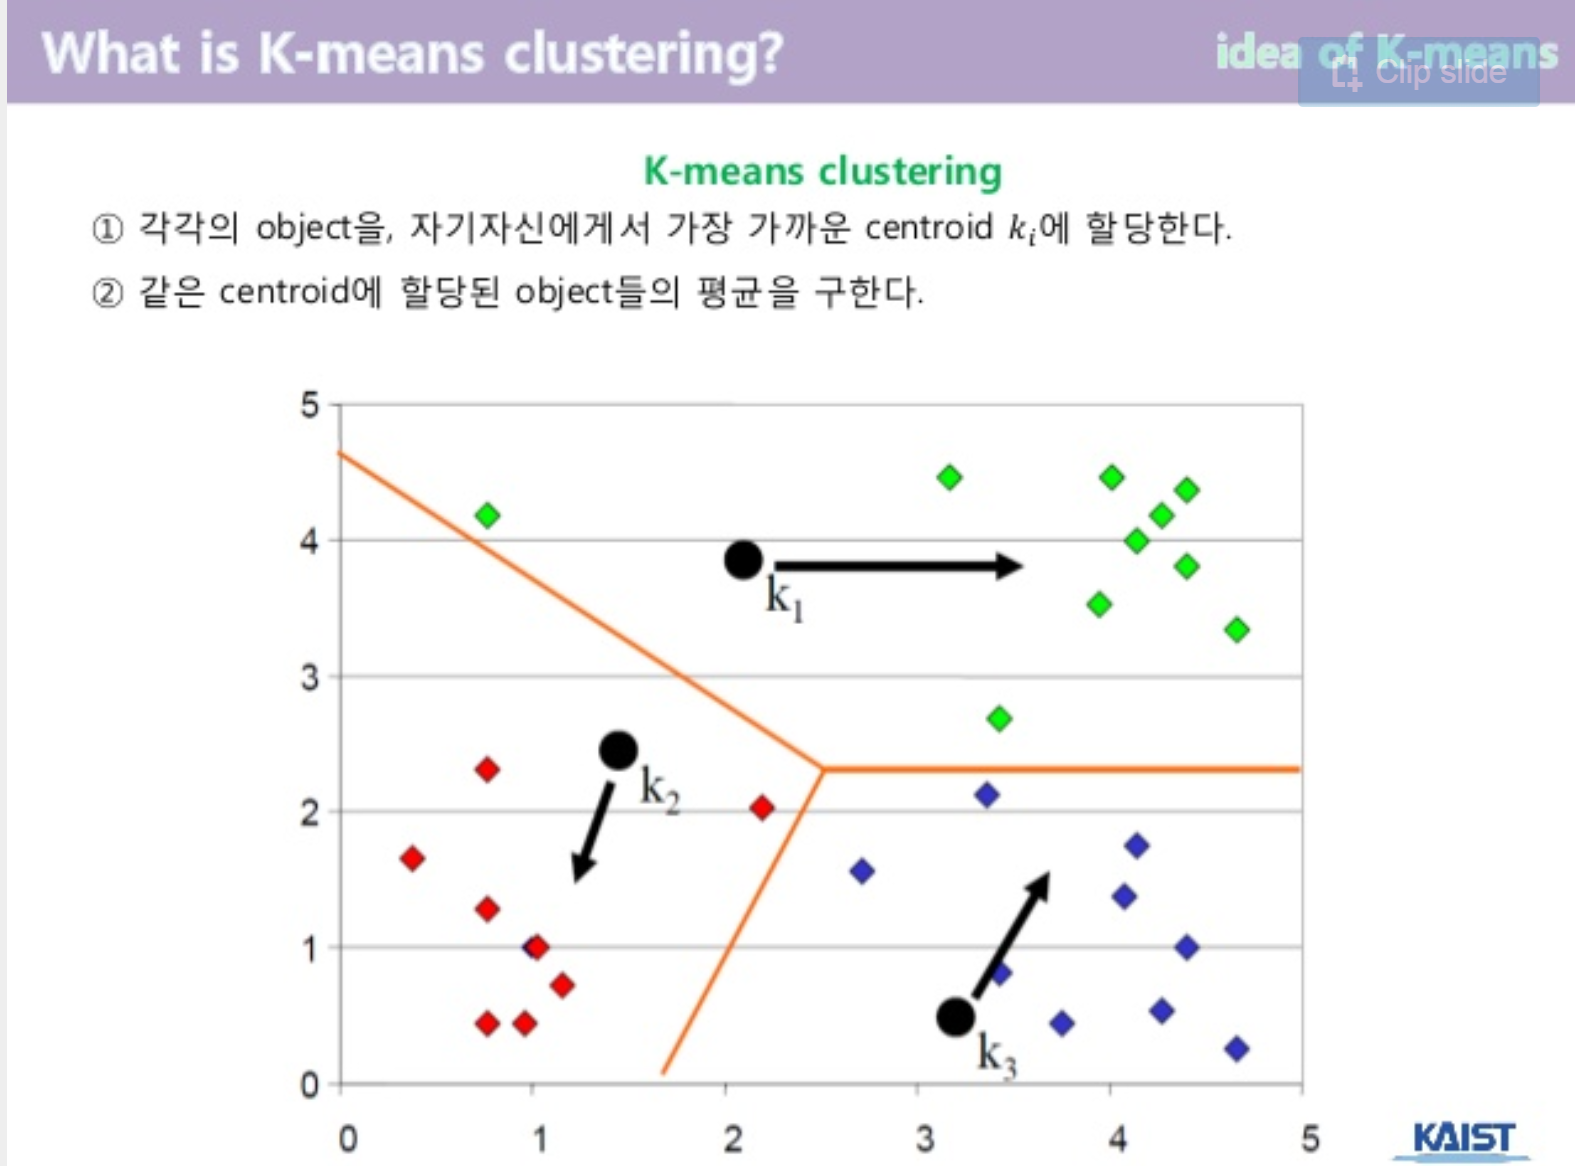 What is K-means clustering?
idea of K-means
Clip slide
K-means clustering
① 각각의 object을, 자기자신에게서 가장 가까운 centroid kᵢ에 할당한다.
② 같은 centroid에 할당된 object들의 평균을 구한다.
5
4
k₁
3
k₂
2
1
k₃
0
0 1 2 3 4 5
KAIST